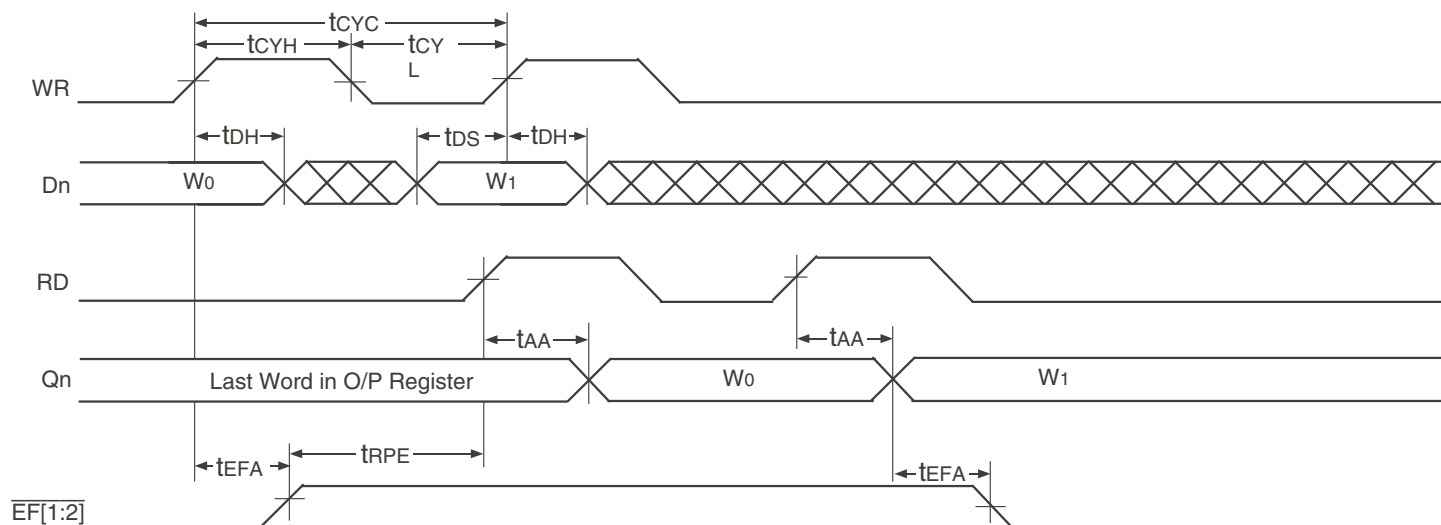 tCYC
tCYH
tCY
L
WR
tDH
tDS
tDH
Dn
W0
W1
RD
tAA
tAA
Qn
Last Word in O/P Register
W0
W1
tEFA
tRPE
tEFA
EF[1:2]